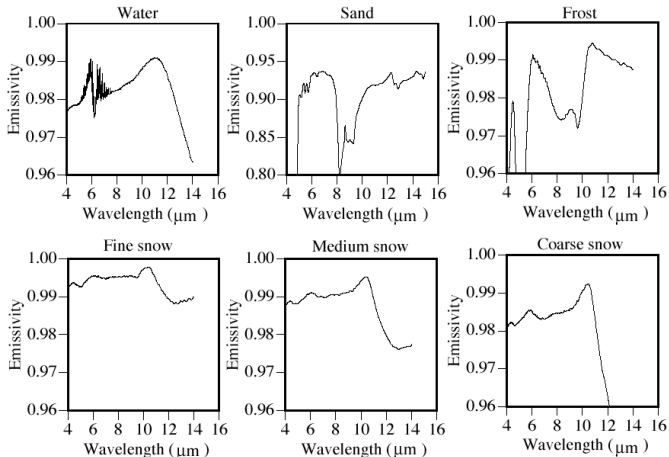 Water
Emissivity
1.00
0.99
0.98
0.97
0.96
4 6 8 10 12 14 16
Wavelength (μm )
Sand
Emissivity
1.00
0.95
0.90
0.85
0.80
4 6 8 10 12 14 16
Wavelength (μm )
Frost
Emissivity
1.00
0.99
0.98
0.97
0.96
4 6 8 10 12 14 16
Wavelength (μm )
Fine snow
Emissivity
1.00
0.99
0.98
0.97
0.96
4 6 8 10 12 14 16
Wavelength (μm )
Medium snow
Emissivity
1.00
0.99
0.98
0.97
0.96
4 6 8 10 12 14 16
Wavelength (μm )
Coarse snow
Emissivity
1.00
0.99
0.98
0.97
0.96
4 6 8 10 12 14 16
Wavelength (μm )